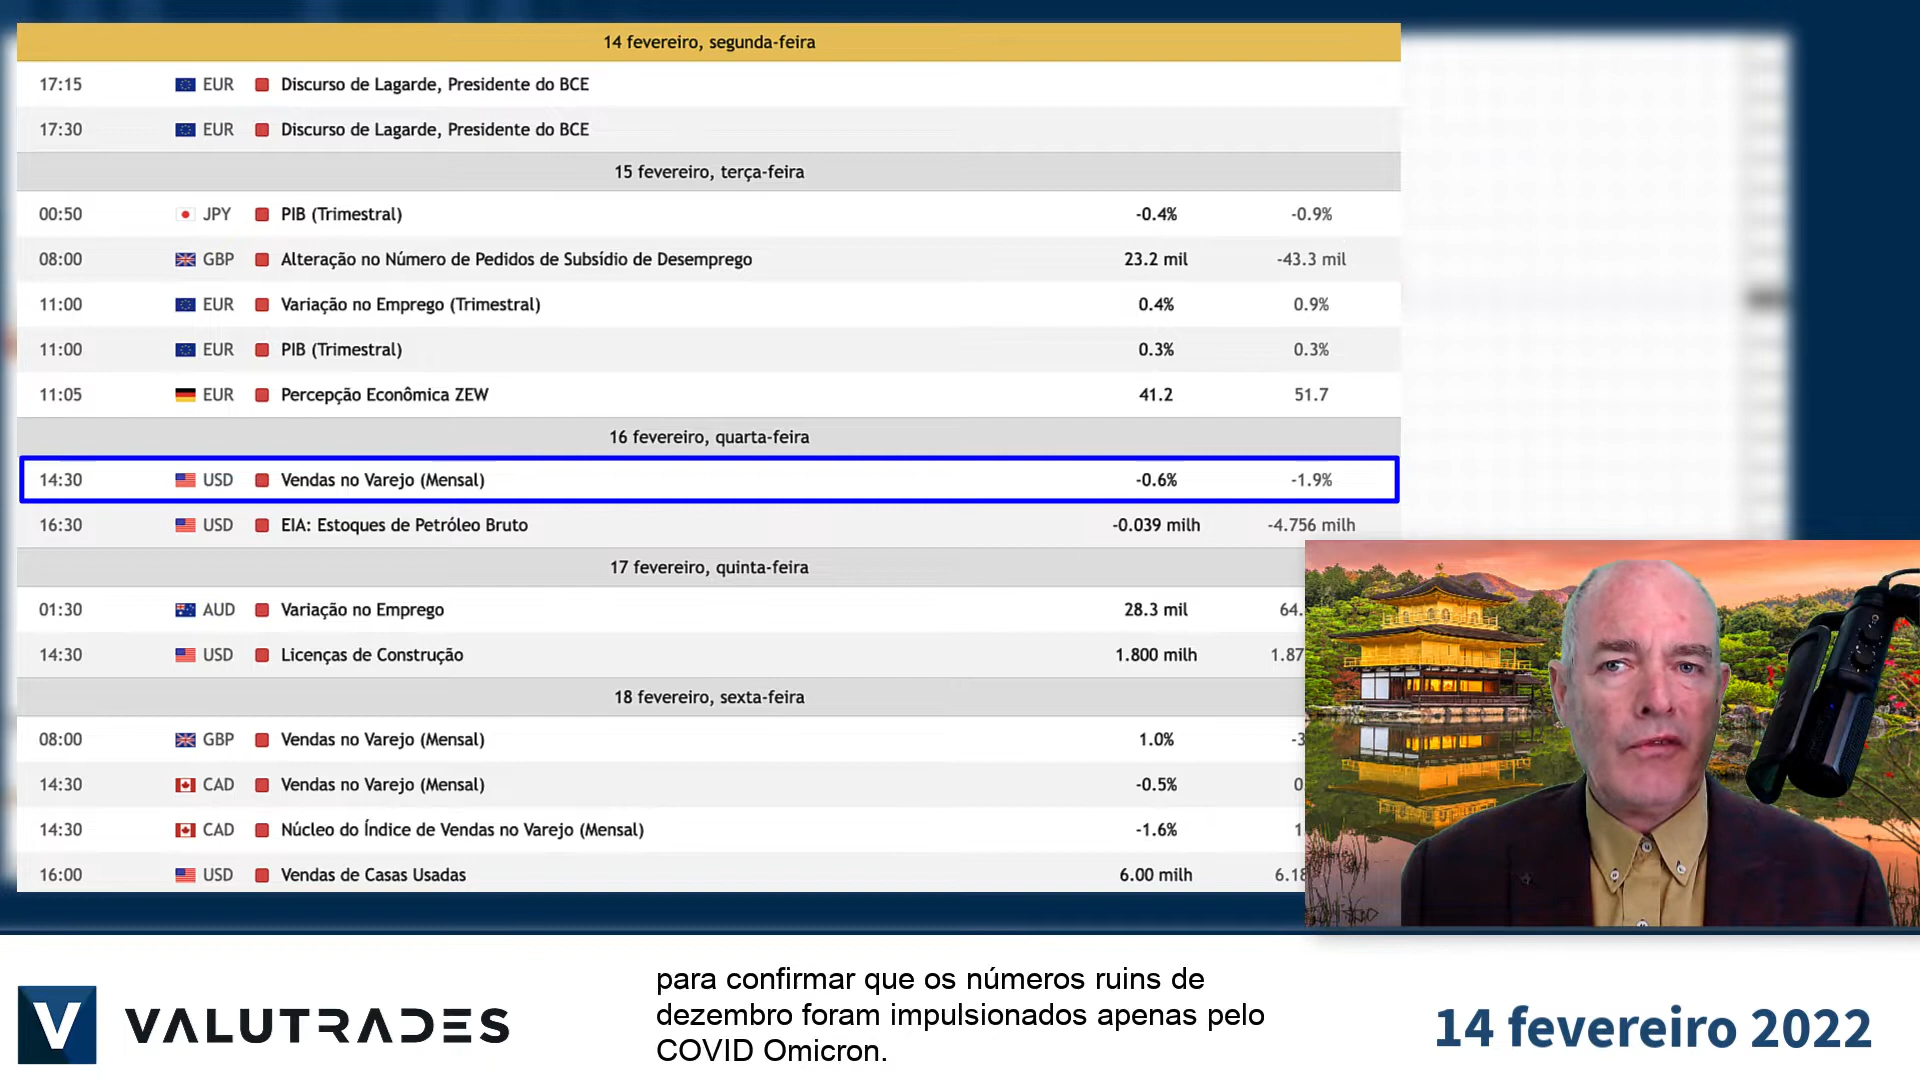 14 fevereiro, segunda-feira
17:15 EUR Discurso de Lagarde, Presidente do BCE
17:30 EUR Discurso de Lagarde, Presidente do BCE
15 fevereiro, terça-feira
00:50 JPY PIB (Trimestral) -0.4% -0.9%
08:00 GBP Alteração no Número de Pedidos de Subsídio de Desemprego 23.2 mil -43.3 mil
11:00 EUR Variação no Emprego (Trimestral) 0.4% 0.9%
11:00 EUR PIB (Trimestral) 0.3% 0.3%
11:05 EUR Percepção Econômica ZEW 41.2 51.7
16 fevereiro, quarta-feira
14:30 USD Vendas no Varejo (Mensal) -0.6% -1.9%
16:30 USD EIA: Estoques de Petróleo Bruto -0.039 milh -4.756 milh
17 fevereiro, quinta-feira
01:30 AUD Variação no Emprego 28.3 mil 64.
14:30 USD Licenças de Construção 1.800 milh 1.87
18 fevereiro, sexta-feira
08:00 GBP Vendas no Varejo (Mensal) 1.0% -3
14:30 CAD Vendas no Varejo (Mensal) -0.5% 0
14:30 CAD Núcleo do Índice de Vendas no Varejo (Mensal) -1.6% 1
16:00 USD Vendas de Casas Usadas 6.00 milh 6.18
para confirmar que os números ruins de
dezembro foram impulsionados apenas pelo
COVID Omicron.
V VALUTRADES
14 fevereiro 2022